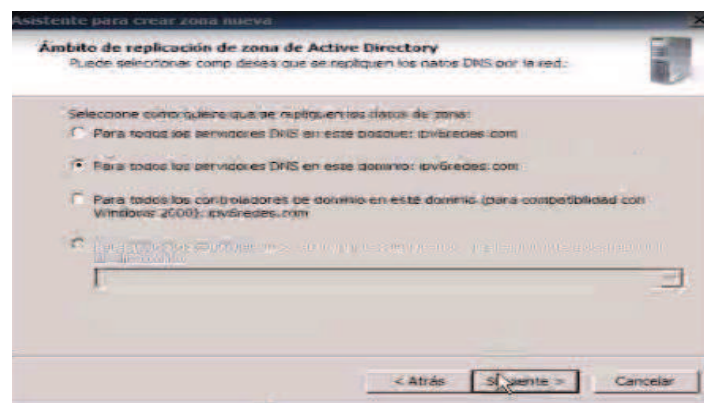 Asistente para crear zona nueva
Ámbito de replicación de zona de Active Directory
Puede seleccionar cómo desea que se repliquen los datos DNS por la red.
Seleccione cómo quiere que se repliquen los datos de zona:
Para todos los servidores DNS en este bosque: ipv6redes.com
Para todos los servidores DNS en este dominio: ipv6redes.com
Para todos los controladores de dominio en este dominio (para compatibilidad con
Windows 2000): ipv6redes.com
< Atrás
Siguiente >
Cancelar